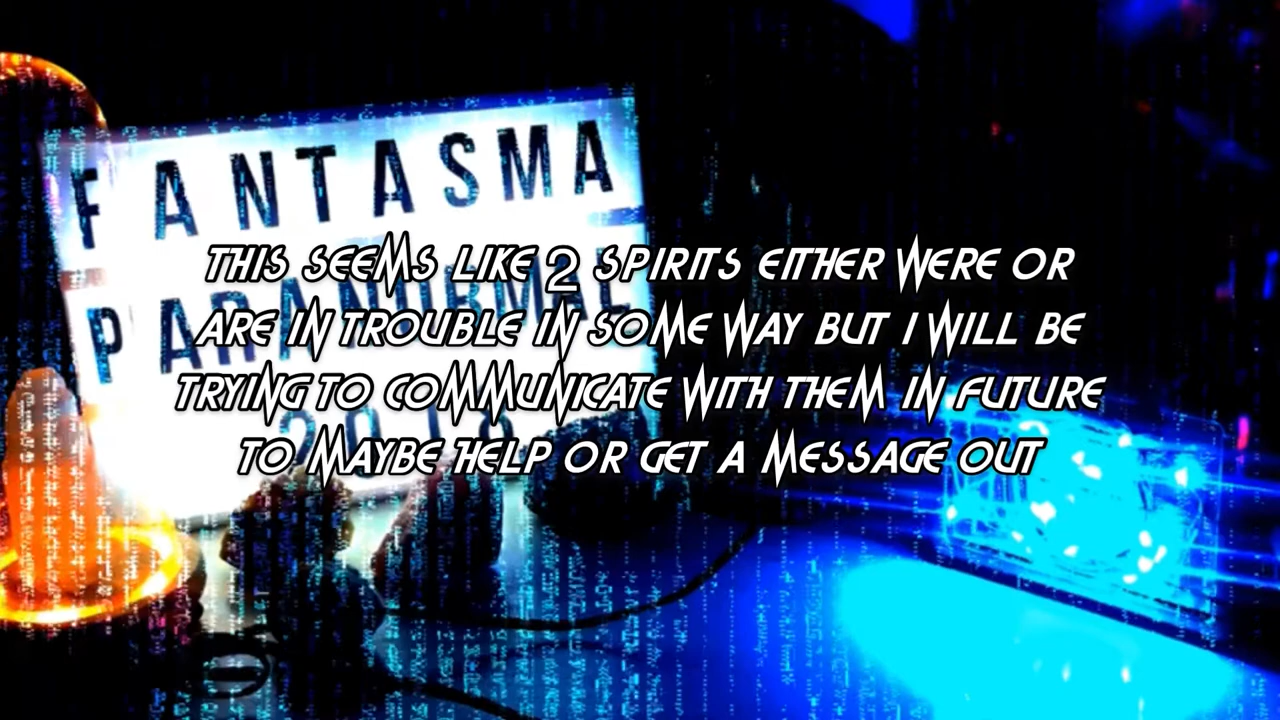 FANTASMA
PARANORMAL
2018
THIS SEEMS LIKE 2 SPIRITS EITHER WERE OR
ARE IN TROUBLE IN SOME WAY BUT I WILL BE
TRYING TO COMMUNICATE WITH THEM IN FUTURE
TO MAYBE HELP OR GET A MESSAGE OUT